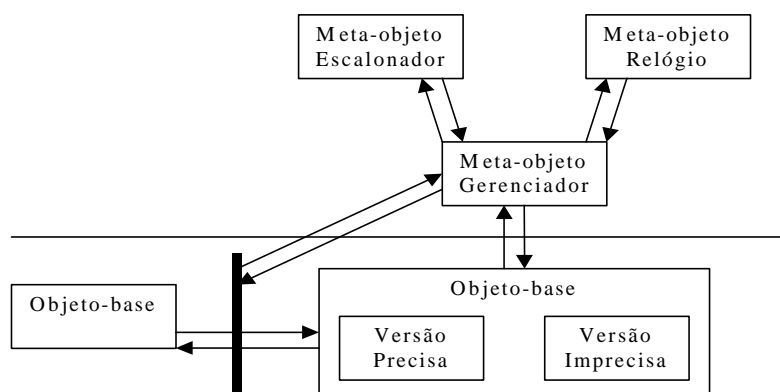 Meta-objeto
Escalonador
Meta-objeto
Relógio
Meta-objeto
Gerenciador
Objeto-base
Objeto-base
Versão
Precisa
Versão
Imprecisa